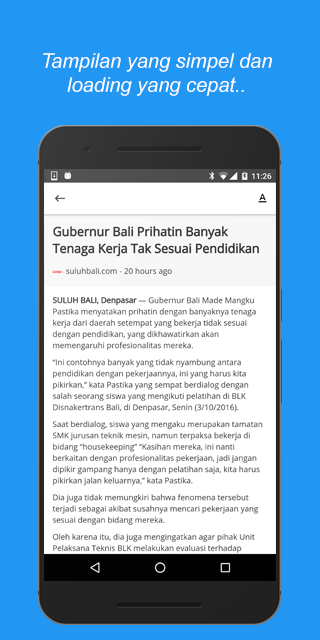 Tampilan yang simpel dan
loading yang cepat..
11:26
A
Gubernur Bali Prihatin Banyak
Tenaga Kerja Tak Sesuai Pendidikan
suluhbali.com - 20 hours ago
SULUH BALI, Denpasar — Gubernur Bali Made Mangku
Pastika menyatakan prihatin dengan banyaknya tenaga
kerja dari daerah setempat yang bekerja tidak sesuai
dengan pendidikan, yang dikhawatirkan akan
memengaruhi profesionalitas mereka.
“Ini contohnya banyak yang tidak nyambung antara
pendidikan dengan pekerjaannya, ini yang harus kita
pikirkan,” kata Pastika yang sempat berdialog dengan
salah seorang siswa yang mengikuti pelatihan di BLK
Disnakertrans Bali, di Denpasar, Senin (3/10/2016).
Saat berdialog, siswa yang mengaku merupakan tamatan
SMK jurusan teknik mesin, namun terpaksa bekerja di
bidang “housekeeping” “Kasihan mereka, ini nanti
berkaitan dengan profesionalitas pekerjaan, jadi jangan
dipikir gampang hanya dengan pelatihan saja, kita harus
pikirkan jalan keluarnya,” kata Pastika.
Dia juga tidak memungkiri bahwa fenomena tersebut
terjadi sebagai akibat susahnya mencari pekerjaan yang
sesuai dengan bidang mereka.
Oleh karena itu, dia juga mengingatkan agar pihak Unit
Pelaksana Teknis BLK melakukan evaluasi terhadap